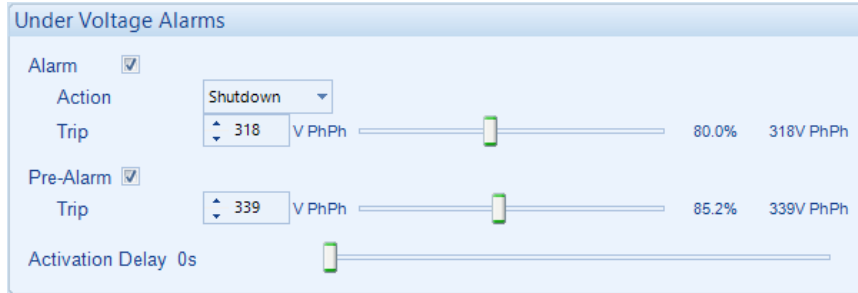 Under Voltage Alarms
Alarm
Action Shutdown
Trip 318 V PhPh 80.0% 318V PhPh
Pre-Alarm
Trip 339 V PhPh 85.2% 339V PhPh
Activation Delay 0s